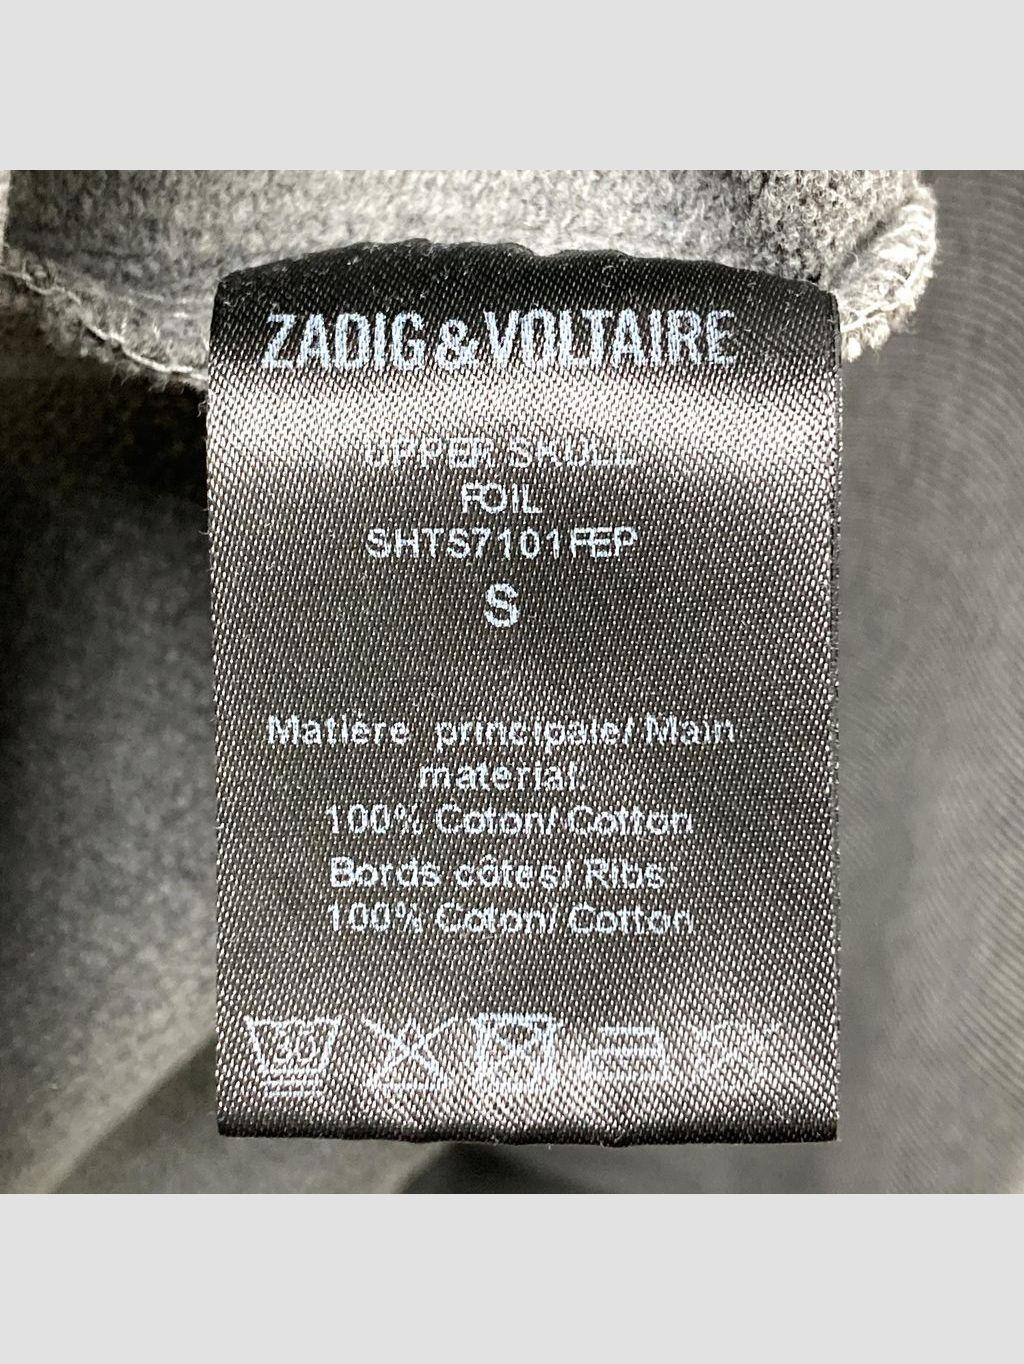 ZADIG&VOLTAIRE
UPPER SKULL
FOIL
SHTS7101FEP
S
Matière principale/ Main
material:
100% Coton/ Cotton
Bords côtes/ Ribs
100% Coton/ Cotton
30